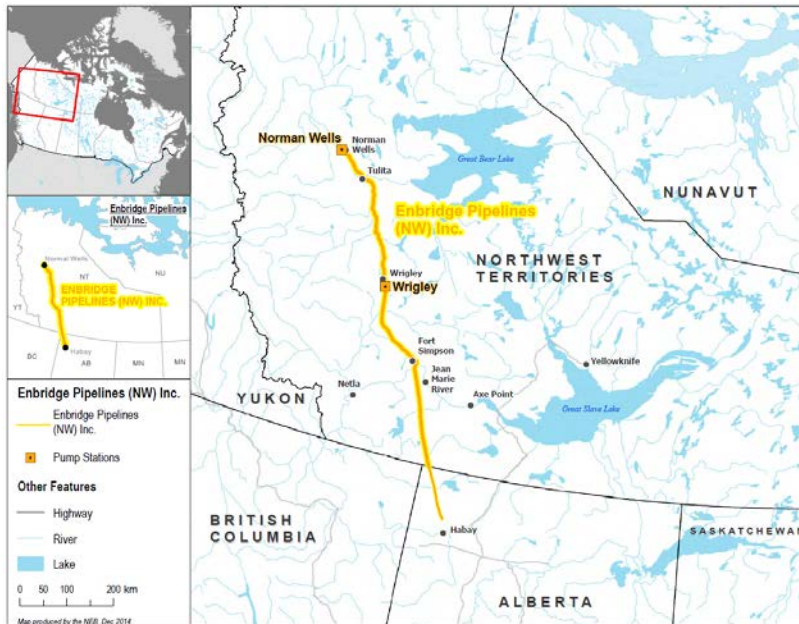 Enbridge Pipelines
(NW) Inc.
Norman Wells
NT
NU
ENBRIDGE
PIPELINES (NW) INC.
YT
Habay
BC
AB
MN
MN
Enbridge Pipelines (NW) Inc.
Enbridge Pipelines
(NW) Inc.
Pump Stations
Other Features
Highway
River
Lake
0 50 100 200 km
Map produced by the NEB, Dec 2014
Norman Wells
Norman
Wells
Tulita
Great Bear Lake
NUNAVUT
Enbridge Pipelines
(NW) Inc.
NORTHWEST
TERRITORIES
Wrigley
Wrigley
Fort
Simpson
Jean
Marie
River
Yellowknife
Netla
Axe Point
Great Slave Lake
YUKON
BRITISH
COLUMBIA
Habay
SASKATCHEWAN
ALBERTA